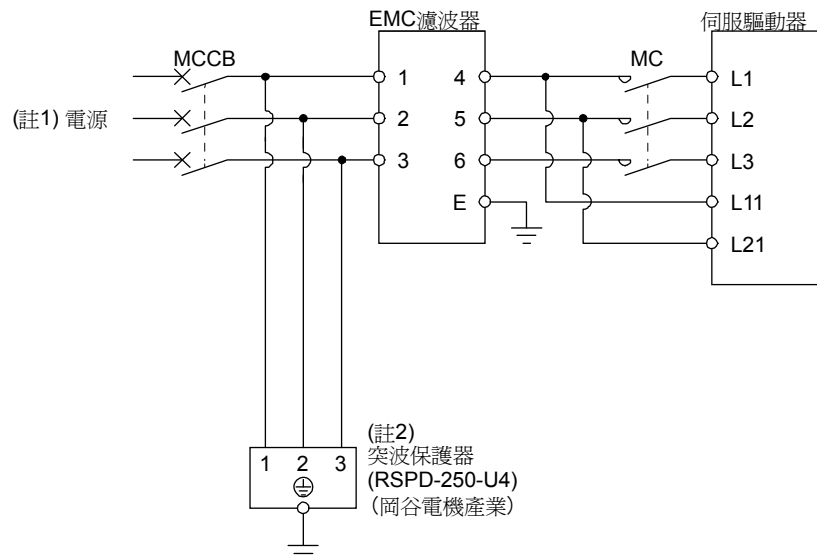 EMC濾波器
伺服驅動器
MCCB
MC
1
4
L1
(註1) 電源
2
5
L2
3
6
L3
E
L11
L21
(註2)
突波保護器
(RSPD-250-U4)
(岡谷電機產業)
1 2 3